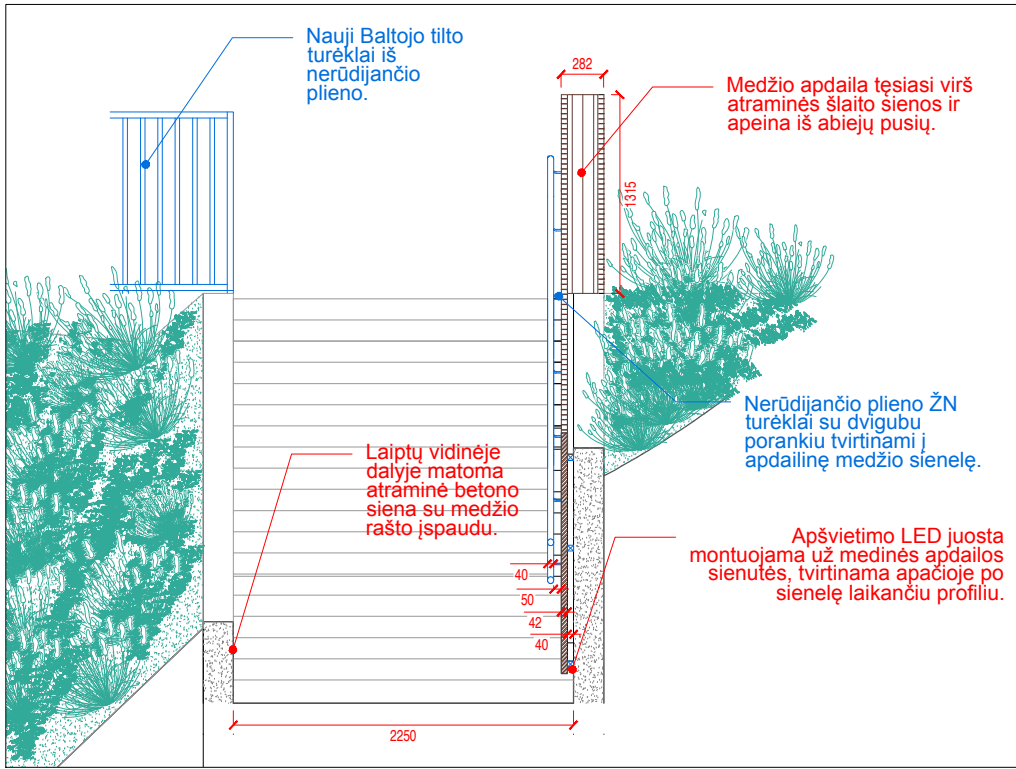 Nauji Baltojo tilto
turėklai iš
nerūdijančio
plieno.
282
Medžio apdaila tęsiasi virš
atraminės šlaito sienos ir
apeina iš abiejų pusių.
1315
Nerūdijančio plieno ŽN
turėklai su dvigubu
porankiu tvirtinami į
apdailinę medžio sienelę.
Laiptų vidinėje
dalyje matoma
atraminė betono
siena su medžio
rašto įspaudu.
Apšvietimo LED juosta
montuojama už medinės apdailos
sienutės, tvirtinama apačioje po
sienelę laikančiu profiliu.
40
50
42
40
2250